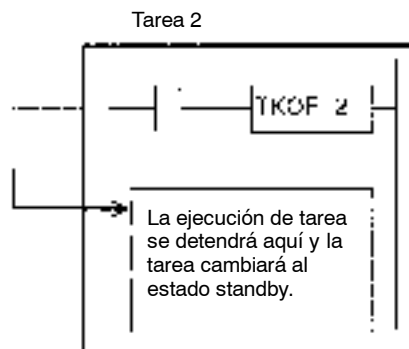 Tarea 2
TKOF 2
La ejecución de tarea
se detendrá aquí y la
tarea cambiará al
estado standby.